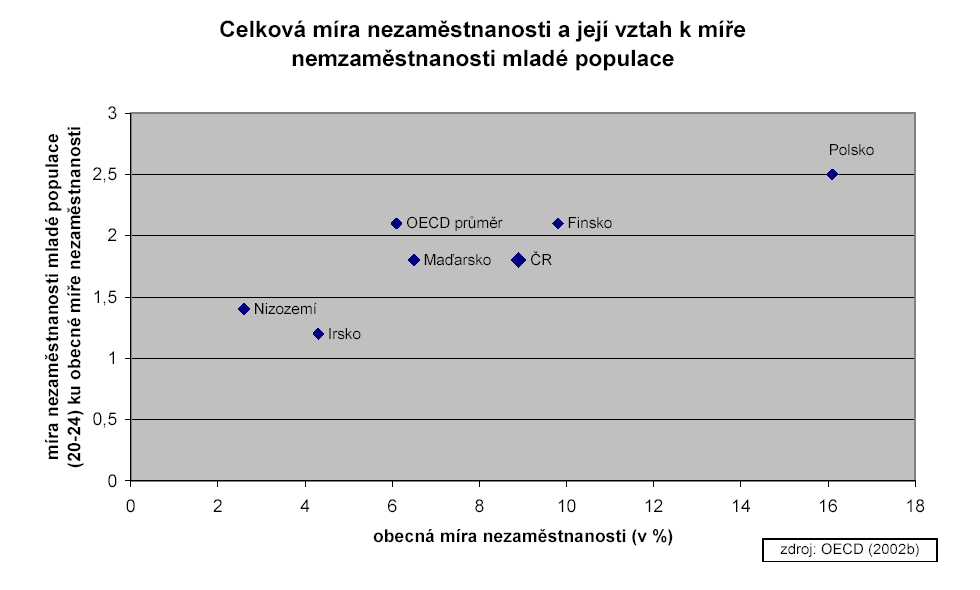 Celková míra nezaměstnanosti a její vztah k míře
nemzaměstnanosti mladé populace
míra nezaměstnanosti mladé populace
(20-24) ku obecné míře nezaměstnanosti
3
2,5
2
1,5
1
0,5
0
Polsko
OECD průměr
Finsko
Maďarsko
ČR
Nizozemí
Irsko
0 2 4 6 8 10 12 14 16 18
obecná míra nezaměstnanosti (v %)
zdroj: OECD (2002b)